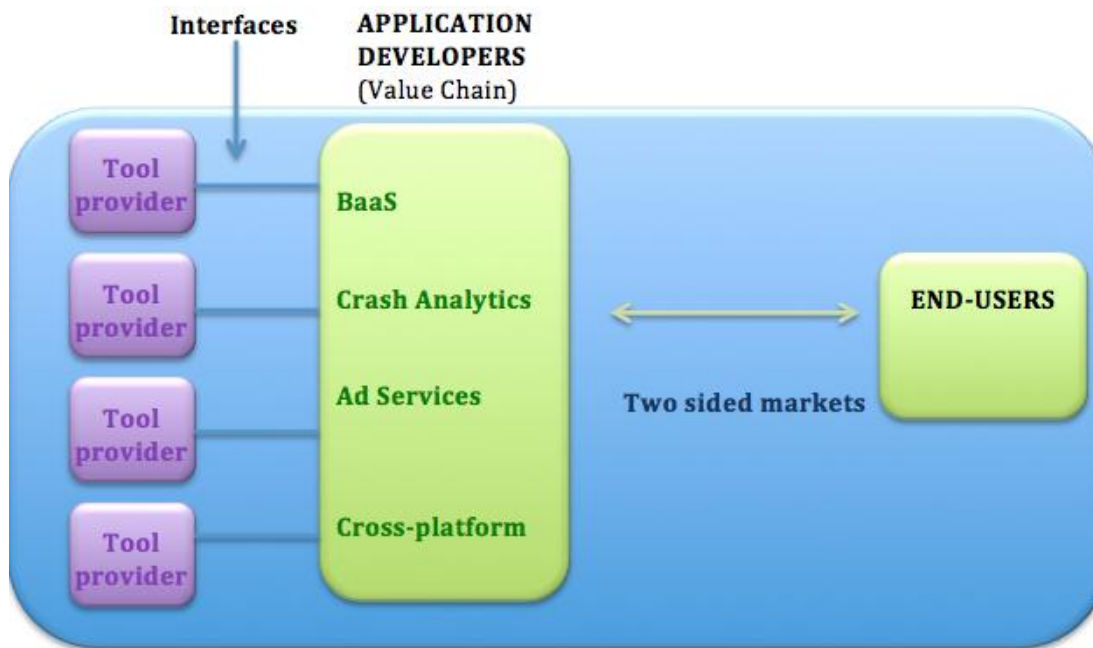 Interfaces
APPLICATION
DEVELOPERS
(Value Chain)
Tool
provider
BaaS
Tool
provider
Crash Analytics
END-USERS
Tool
provider
Ad Services
Two sided markets
Tool
provider
Cross-platform